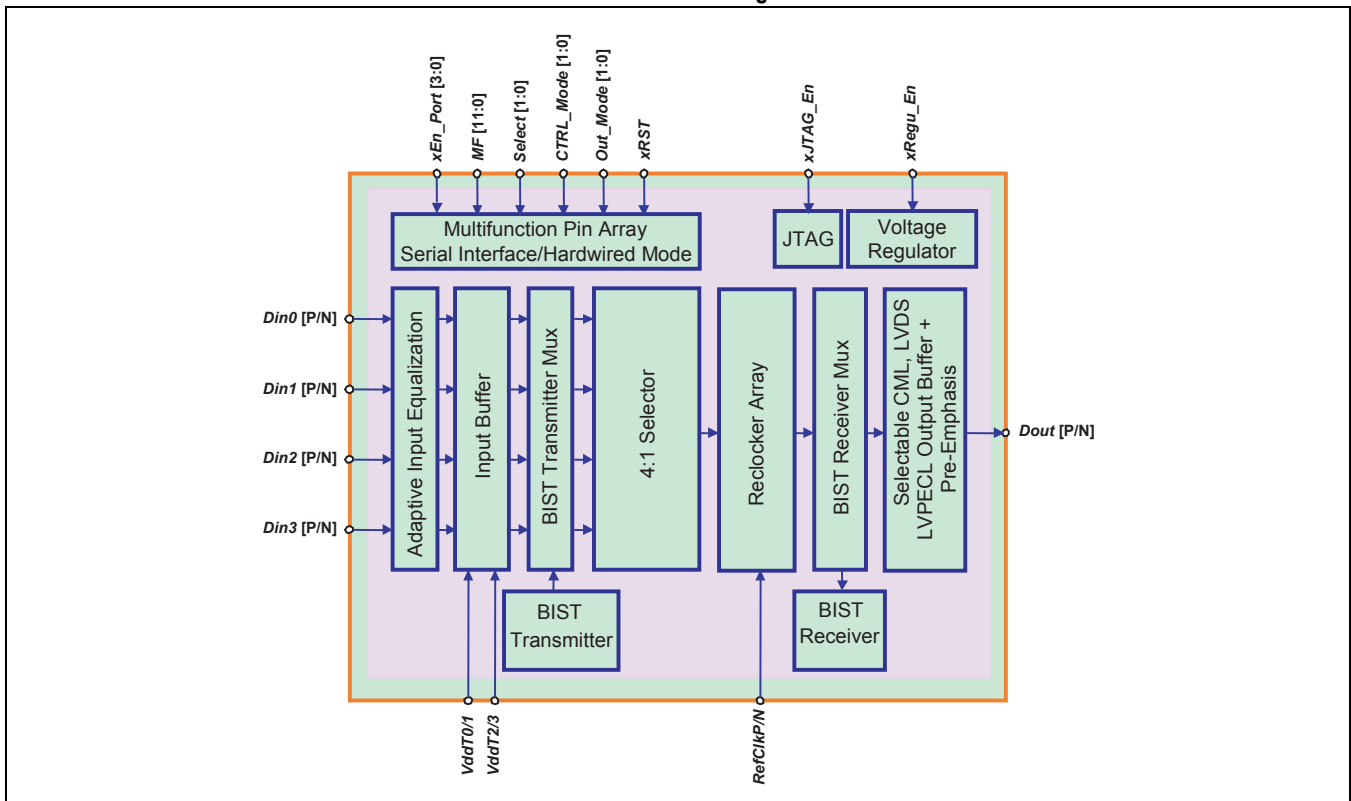 xEn_Port [3:0]
MF [11:0]
Select [1:0]
CTRL_Mode [1:0]
Out_Mode [1:0]
xRST
xJTAG_En
xRegu_En
Multifunction Pin Array
Serial Interface/Hardwired Mode
JTAG
Voltage
Regulator
Din0 [P/N]
Din1 [P/N]
Din2 [P/N]
Din3 [P/N]
Adaptive Input Equalization
Input Buffer
BIST Transmitter Mux
4:1 Selector
Reclocker Array
BIST Receiver Mux
Selectable CML, LVDS
LVPECL Output Buffer +
Pre-Emphasis
Dout [P/N]
BIST
Transmitter
BIST
Receiver
VddT0/1
VddT2/3
RefClkP/N